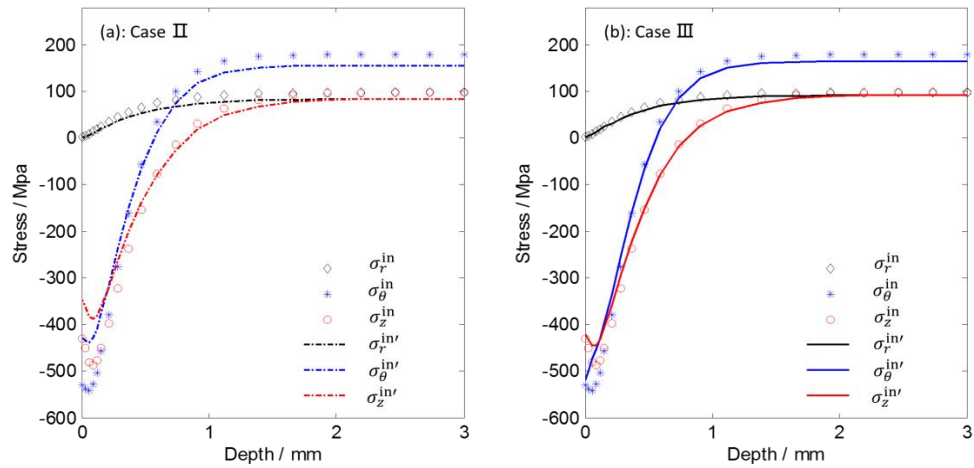 (a): Case Ⅱ
200
100
0
-100
-200
-300
-400
-500
-600
Stress / Mpa
0 1 2 3
Depth / mm
σ_r^in
σ_θ^in
σ_z^in
σ_r^in′
σ_θ^in′
σ_z^in′
(b): Case Ⅲ
200
100
0
-100
-200
-300
-400
-500
-600
Stress / Mpa
0 1 2 3
Depth / mm
σ_r^in
σ_θ^in
σ_z^in
σ_r^in′
σ_θ^in′
σ_z^in′